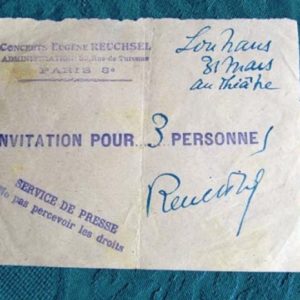 CONCERTS EUGÈNE REUCHSEL
ADMINISTRATION: 50, Rue de Turenne
PARIS 3e
Louhans
31 Mars
au théâtre
INVITATION POUR 3 PERSONNES
SERVICE DE PRESSE
Ne pas percevoir les droits
Reuchsel